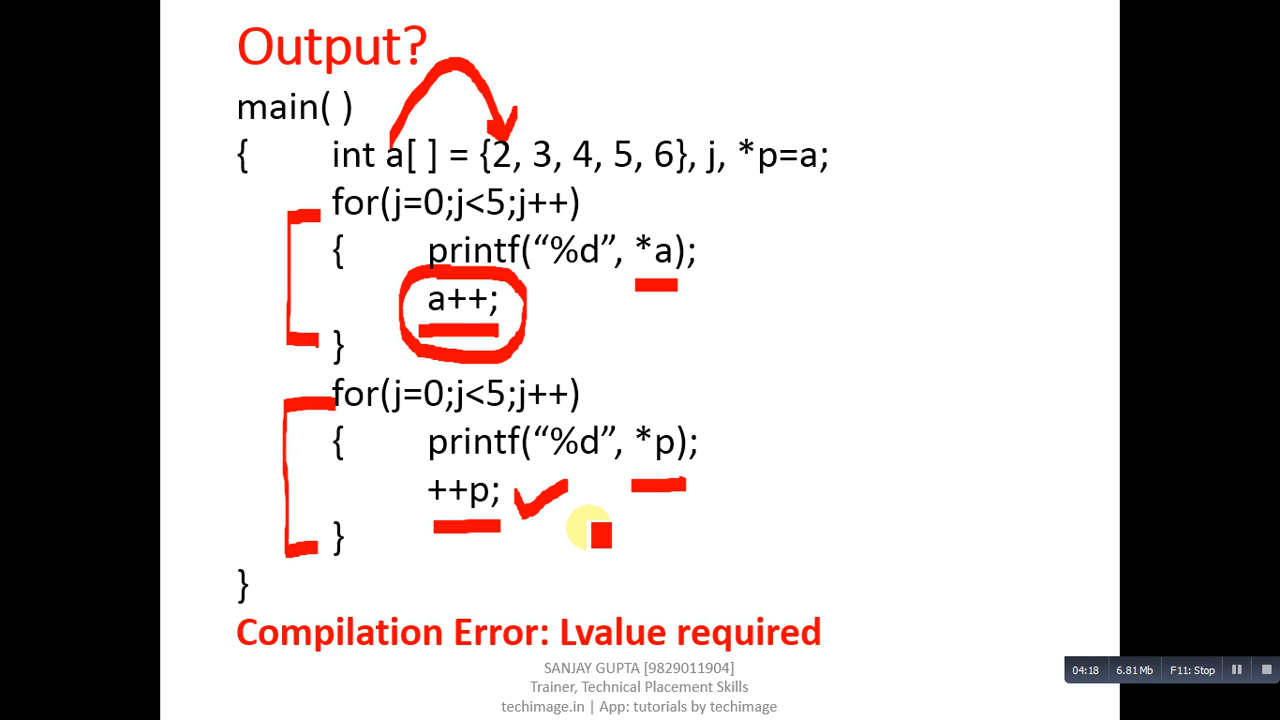 Output?
main( )
{ int a[ ] = {2, 3, 4, 5, 6}, j, *p=a;
for(j=0;j<5;j++)
{ printf(“%d”, *a);
a++;
}
for(j=0;j<5;j++)
{ printf(“%d”, *p);
++p;
}
}
Compilation Error: Lvalue required
SANJAY GUPTA [9829011904]
Trainer, Technical Placement Skills
techimage.in | App: tutorials by techimage
04:18 6.81 Mb F11: Stop